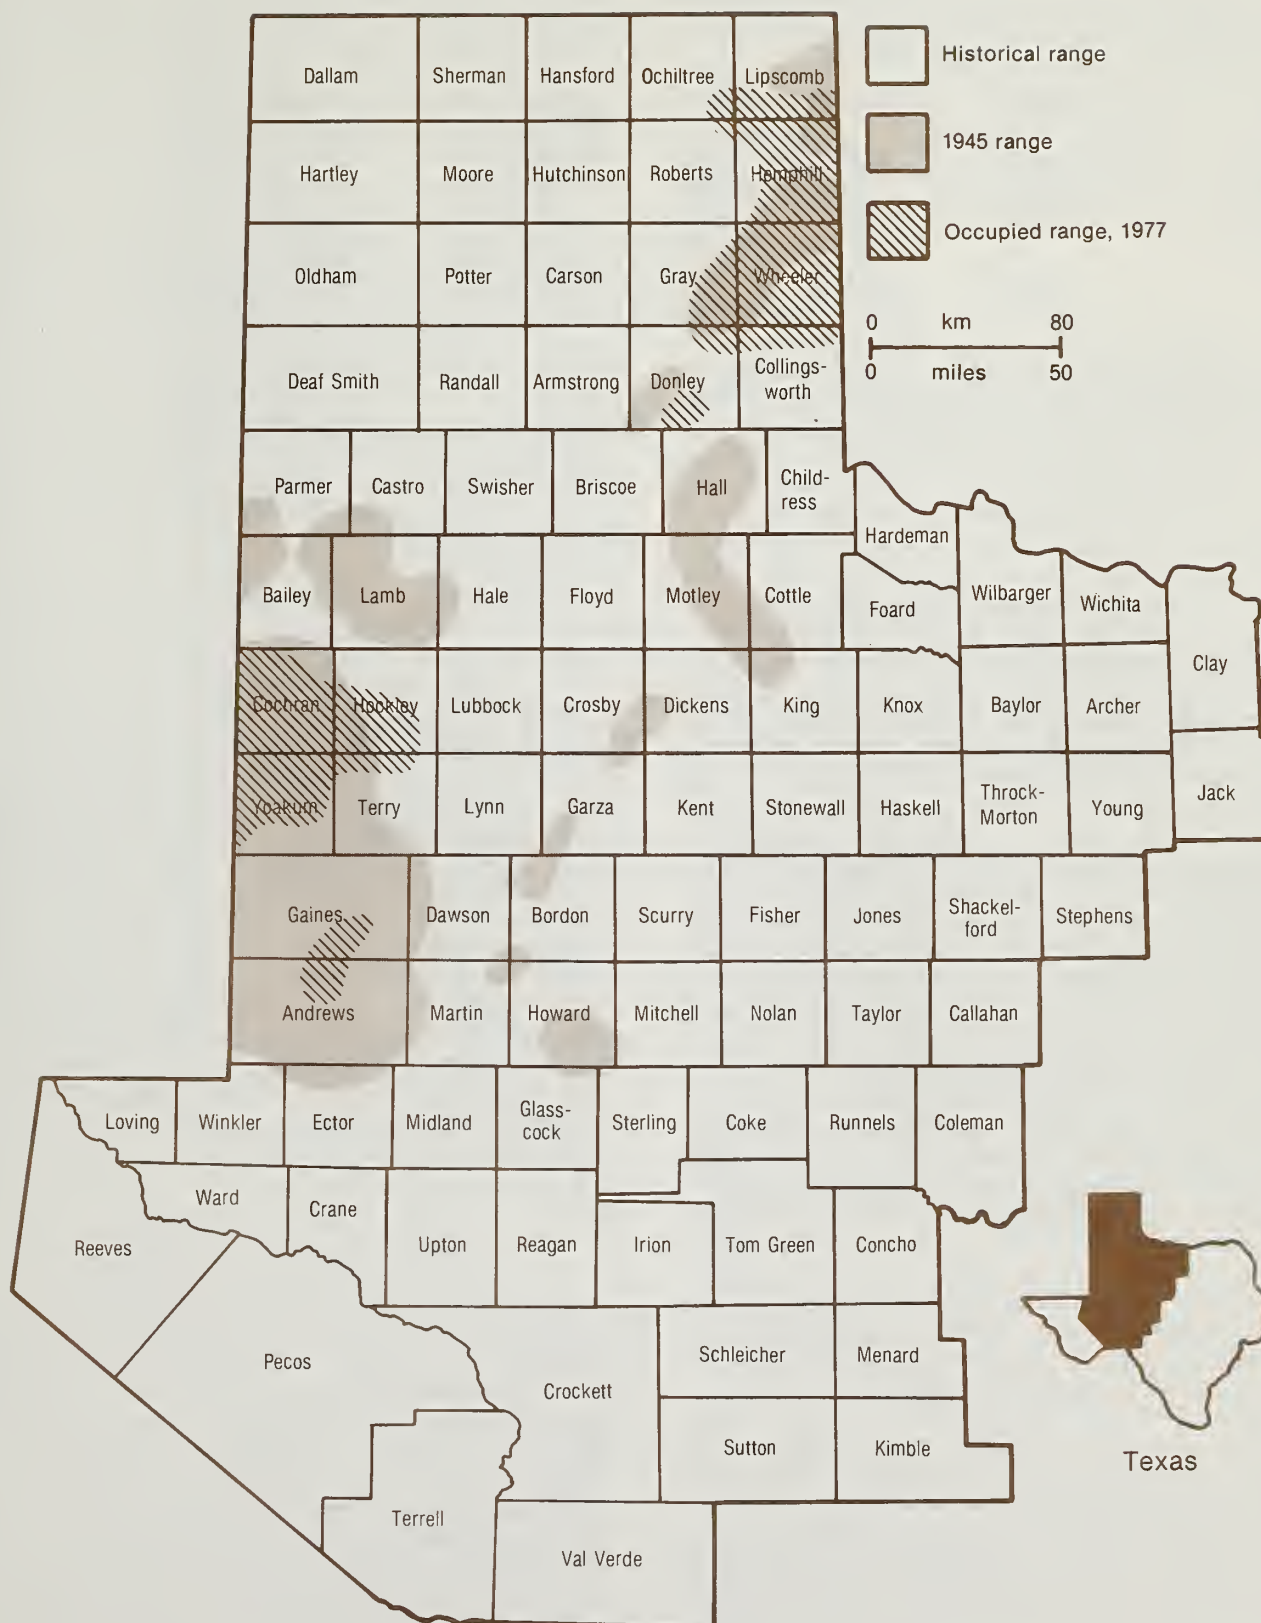 Dallam
Sherman
Hansford
Ochiltree
Lipscomb
Historical range
1945 range
Occupied range, 1977
Hartley
Moore
Hutchinson
Roberts
Hemphill
Oldham
Potter
Carson
Gray
Wheeler
0 km 80
0 miles 50
Deaf Smith
Randall
Armstrong
Donley
Collings-
worth
Parmer
Castro
Swisher
Briscoe
Hall
Child-
ress
Hardeman
Bailey
Lamb
Hale
Floyd
Motley
Cottle
Foard
Wilbarger
Wichita
Clay
Cochran
Hockley
Lubbock
Crosby
Dickens
King
Knox
Baylor
Archer
Yoakum
Terry
Lynn
Garza
Kent
Stonewall
Haskell
Throck-
Morton
Young
Jack
Gaines
Dawson
Bordon
Scurry
Fisher
Jones
Shackel-
ford
Stephens
Andrews
Martin
Howard
Mitchell
Nolan
Taylor
Callahan
Loving
Winkler
Ector
Midland
Glass-
cock
Sterling
Coke
Runnels
Coleman
Ward
Crane
Reeves
Upton
Reagan
Irion
Tom Green
Concho
Pecos
Crockett
Schleicher
Menard
Sutton
Kimble
Terrell
Val Verde
Texas